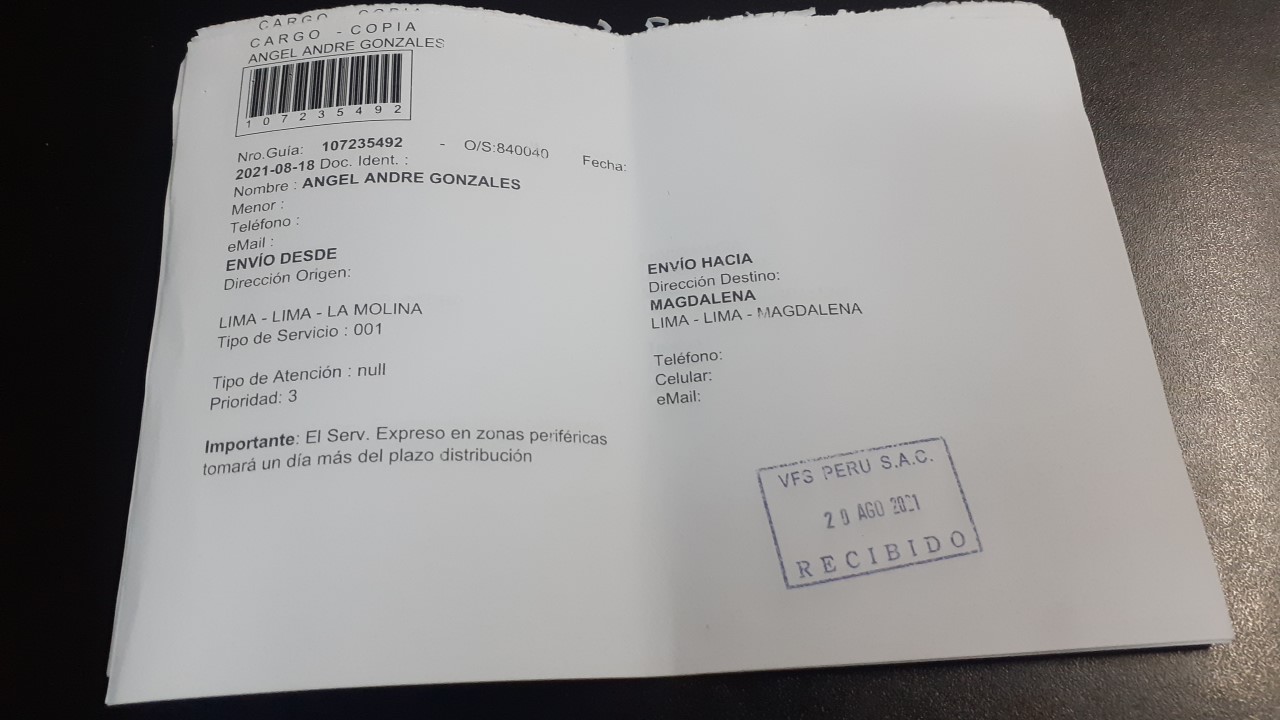 CARGO COPIA
CARGO - COPIA
ANGEL ANDRE GONZALES
107235492
Nro.Guía: 107235492 - O/S:840040 Fecha:
2021-08-18 Doc. Ident. :
Nombre : ANGEL ANDRE GONZALES
Menor :
Teléfono :
eMail :
ENVÍO DESDE
Dirección Origen:
LIMA - LIMA - LA MOLINA
Tipo de Servicio : 001
Tipo de Atención : null
Prioridad: 3
Importante: El Serv. Expreso en zonas periféricas
tomará un día más del plazo distribución
ENVÍO HACIA
Dirección Destino:
MAGDALENA
LIMA - LIMA - MAGDALENA
Teléfono:
Celular:
eMail:
VFS PERU S.A.C.
20 AGO 2021
RECIBIDO